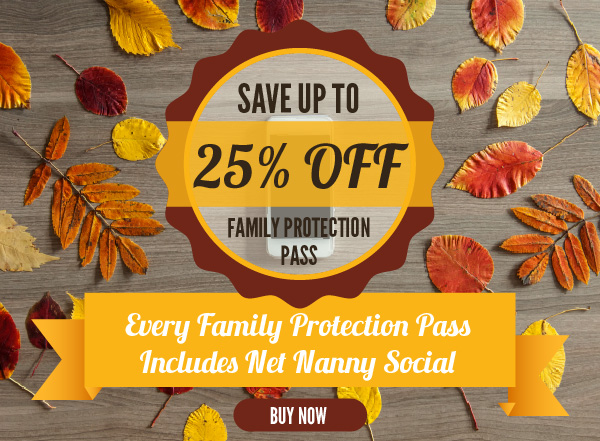 SAVE UP TO
25% OFF
FAMILY PROTECTION
PASS
Every Family Protection Pass
Includes Net Nanny Social
BUY NOW